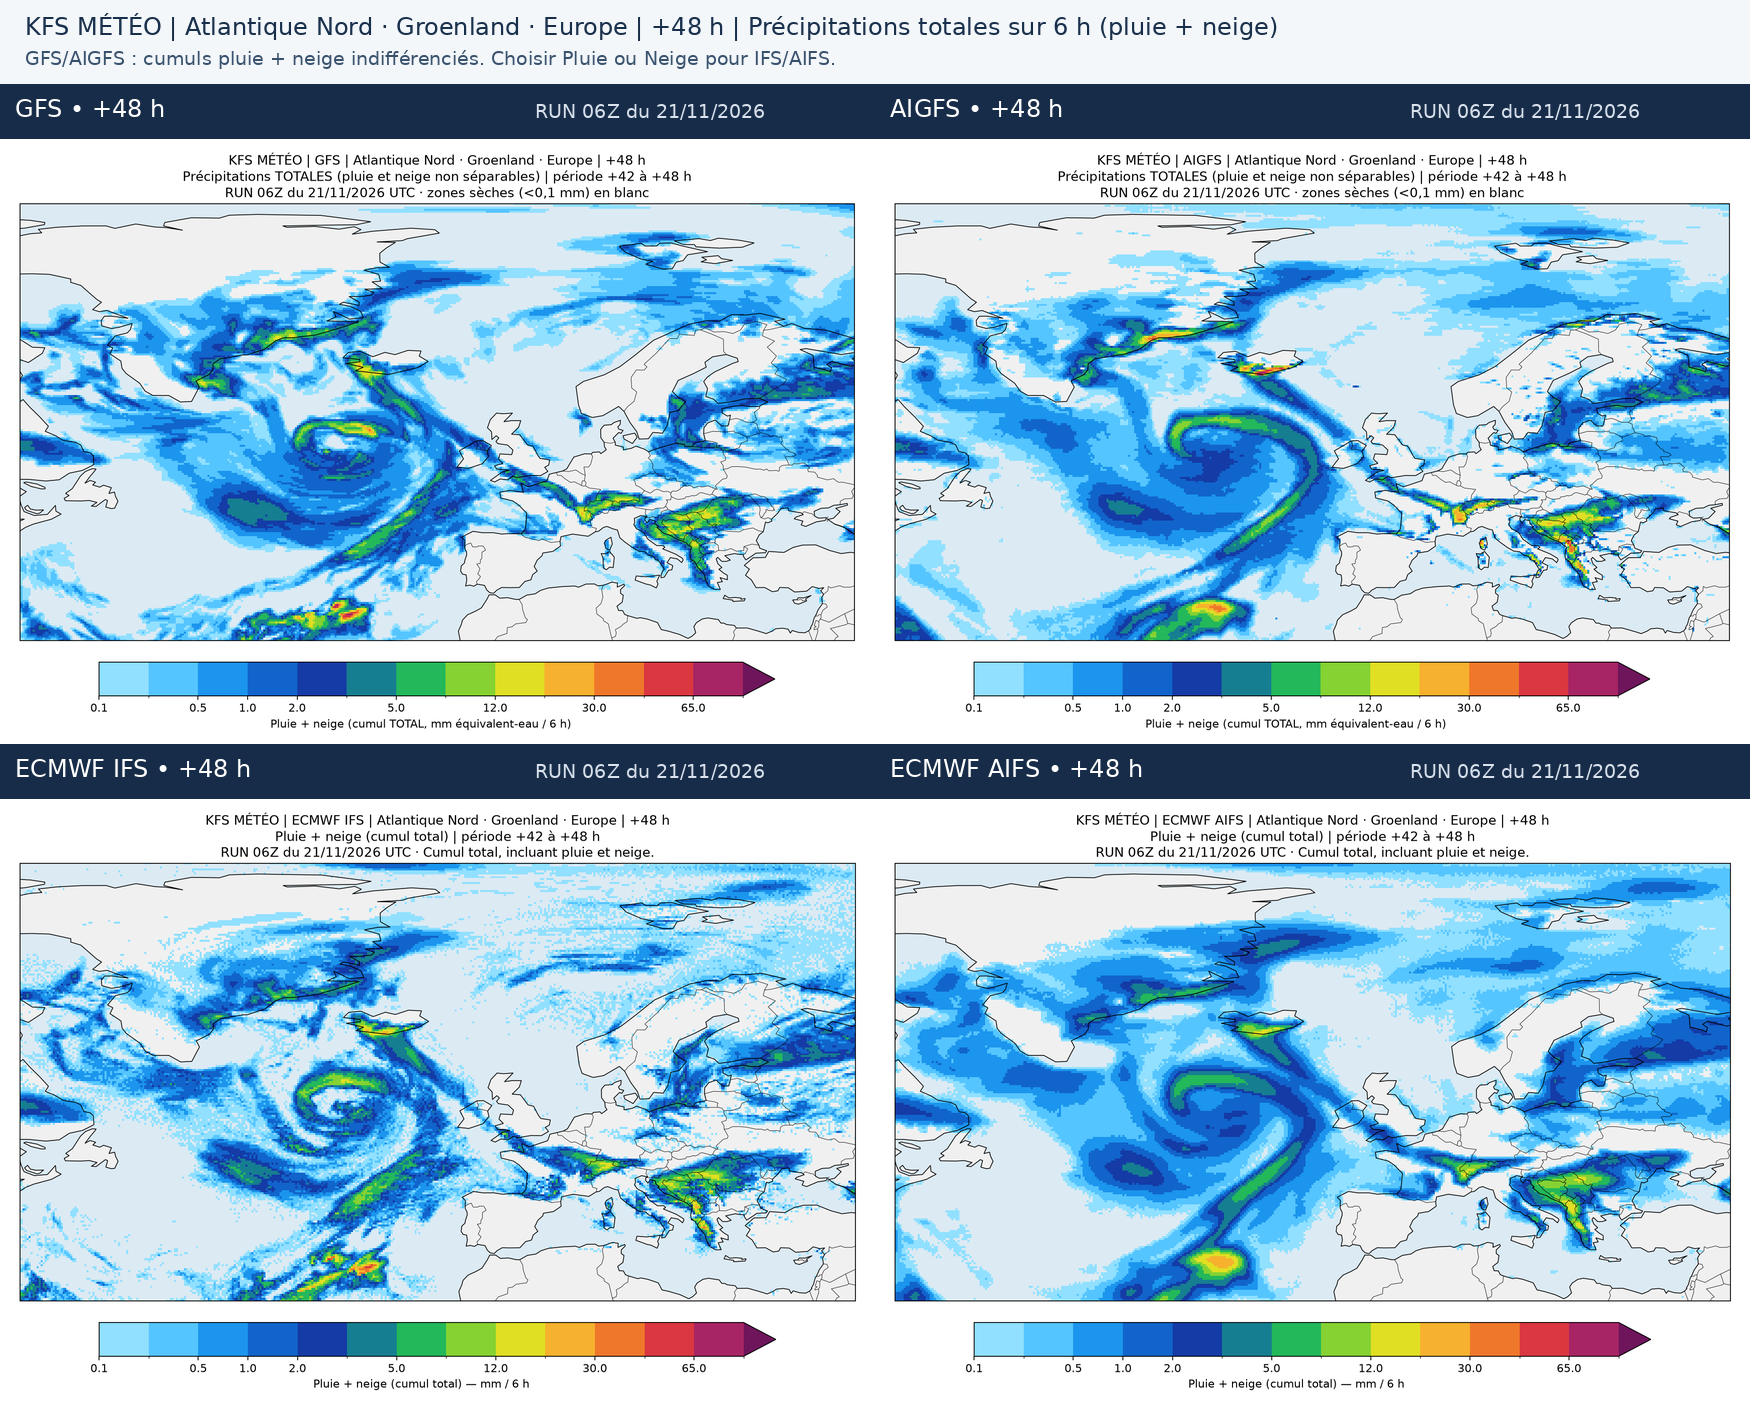 KFS MÉTÉO | Atlantique Nord · Groenland · Europe | +48 h | Précipitations totales sur 6 h (pluie + neige)
GFS/AIGFS : cumuls pluie + neige indifférenciés. Choisir Pluie ou Neige pour IFS/AIFS.
GFS • +48 h RUN 06Z du 21/11/2026
AIGFS • +48 h RUN 06Z du 21/11/2026
KFS MÉTÉO | GFS | Atlantique Nord · Groenland · Europe | +48 h
Précipitations TOTALES (pluie et neige non séparables) | période +42 à +48 h
RUN 06Z du 21/11/2026 UTC · zones sèches (<0,1 mm) en blanc
KFS MÉTÉO | AIGFS | Atlantique Nord · Groenland · Europe | +48 h
Précipitations TOTALES (pluie et neige non séparables) | période +42 à +48 h
RUN 06Z du 21/11/2026 UTC · zones sèches (<0,1 mm) en blanc
0.1 0.5 1.0 2.0 5.0 12.0 30.0 65.0
Pluie + neige (cumul TOTAL, mm équivalent-eau / 6 h)
0.1 0.5 1.0 2.0 5.0 12.0 30.0 65.0
Pluie + neige (cumul TOTAL, mm équivalent-eau / 6 h)
ECMWF IFS • +48 h RUN 06Z du 21/11/2026
ECMWF AIFS • +48 h RUN 06Z du 21/11/2026
KFS MÉTÉO | ECMWF IFS | Atlantique Nord · Groenland · Europe | +48 h
Pluie + neige (cumul total) | période +42 à +48 h
RUN 06Z du 21/11/2026 UTC · Cumul total, incluant pluie et neige.
KFS MÉTÉO | ECMWF AIFS | Atlantique Nord · Groenland · Europe | +48 h
Pluie + neige (cumul total) | période +42 à +48 h
RUN 06Z du 21/11/2026 UTC · Cumul total, incluant pluie et neige.
0.1 0.5 1.0 2.0 5.0 12.0 30.0 65.0
Pluie + neige (cumul total) — mm / 6 h
0.1 0.5 1.0 2.0 5.0 12.0 30.0 65.0
Pluie + neige (cumul total) — mm / 6 h